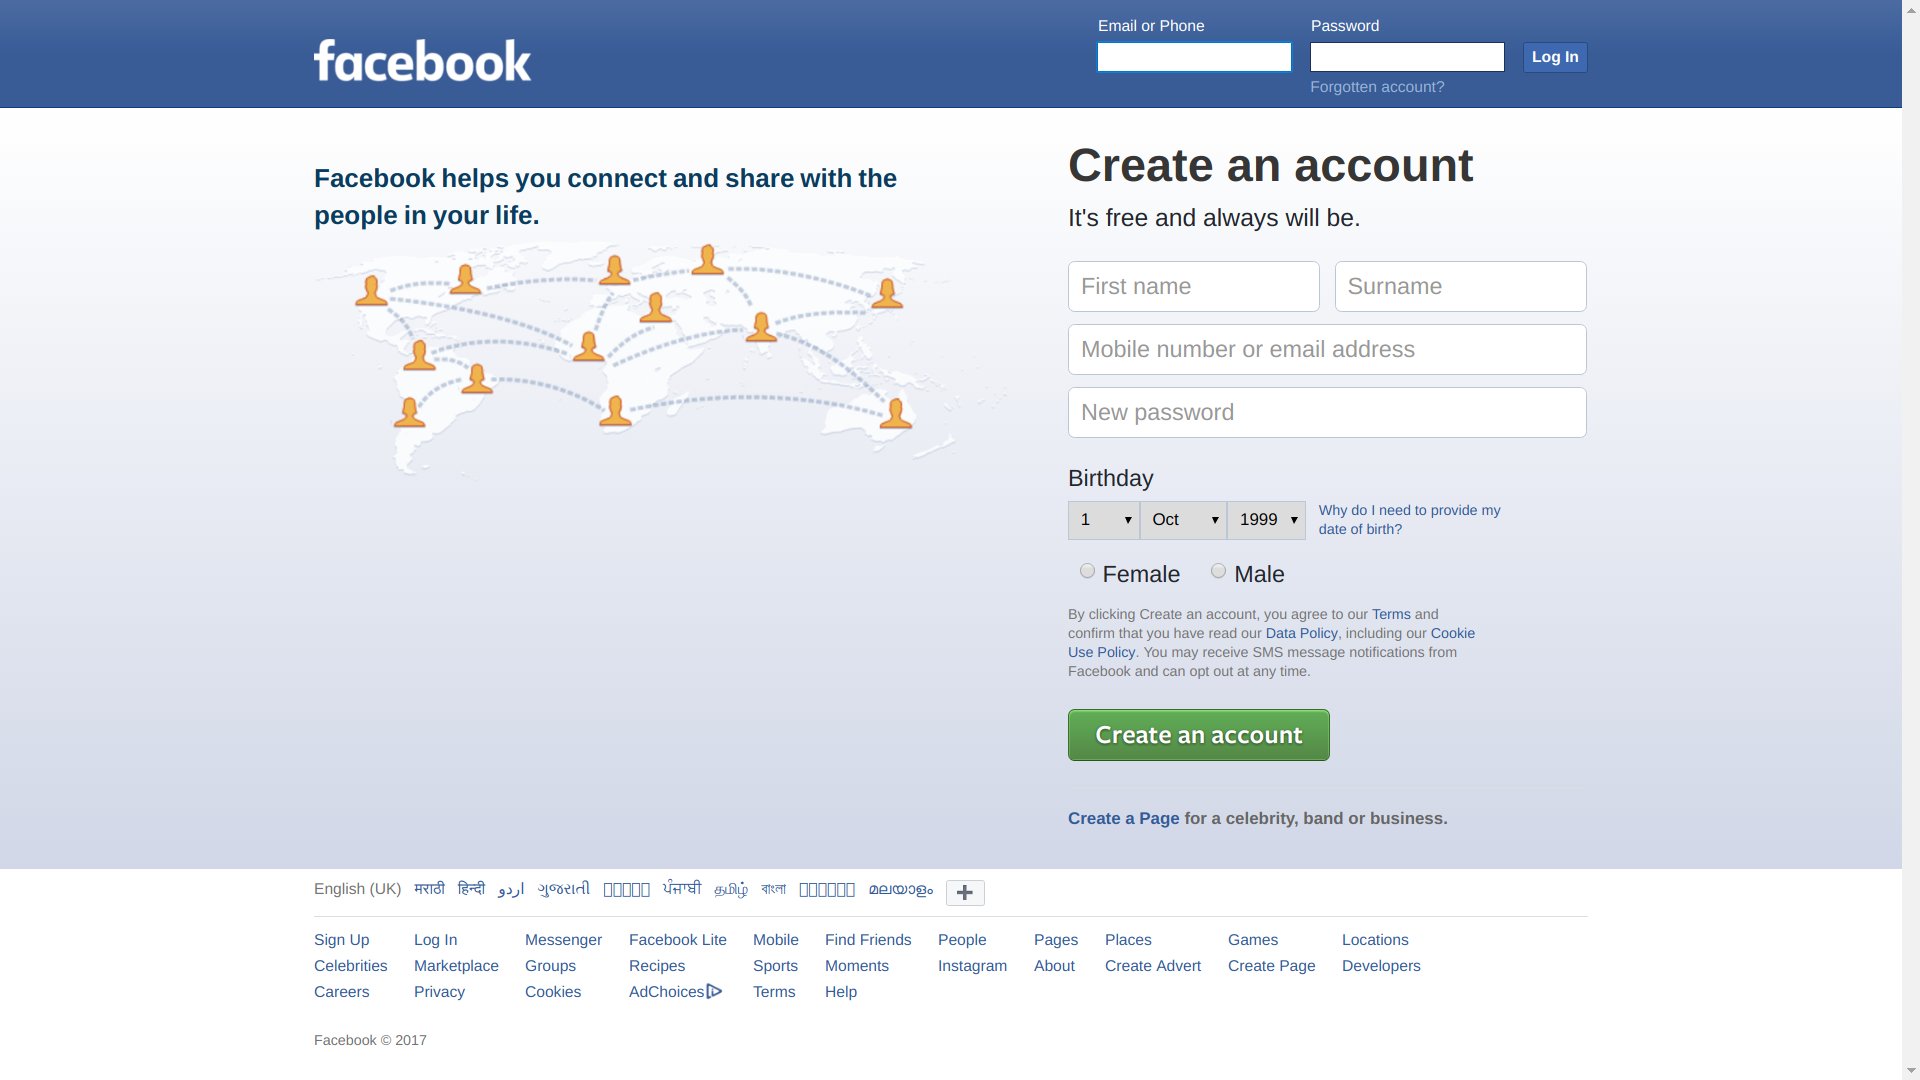 facebook
Email or Phone
Password
Log In
Forgotten account?
Facebook helps you connect and share with the
people in your life.
Create an account
It's free and always will be.
First name
Surname
Mobile number or email address
New password
Birthday
1 Oct 1999
Why do I need to provide my
date of birth?
Female Male
By clicking Create an account, you agree to our Terms and
confirm that you have read our Data Policy, including our Cookie
Use Policy. You may receive SMS message notifications from
Facebook and can opt out at any time.
Create an account
Create a Page for a celebrity, band or business.
English (UK) मराठी हिन्दी اردو ગુજરાતી ਪੰਜਾਬੀ தமிழ் বাংলা മലയാളം
Sign Up Log In Messenger Facebook Lite Mobile Find Friends People Pages Places Games Locations
Celebrities Marketplace Groups Recipes Sports Moments Instagram About Create Advert Create Page Developers
Careers Privacy Cookies AdChoices Terms Help
Facebook © 2017